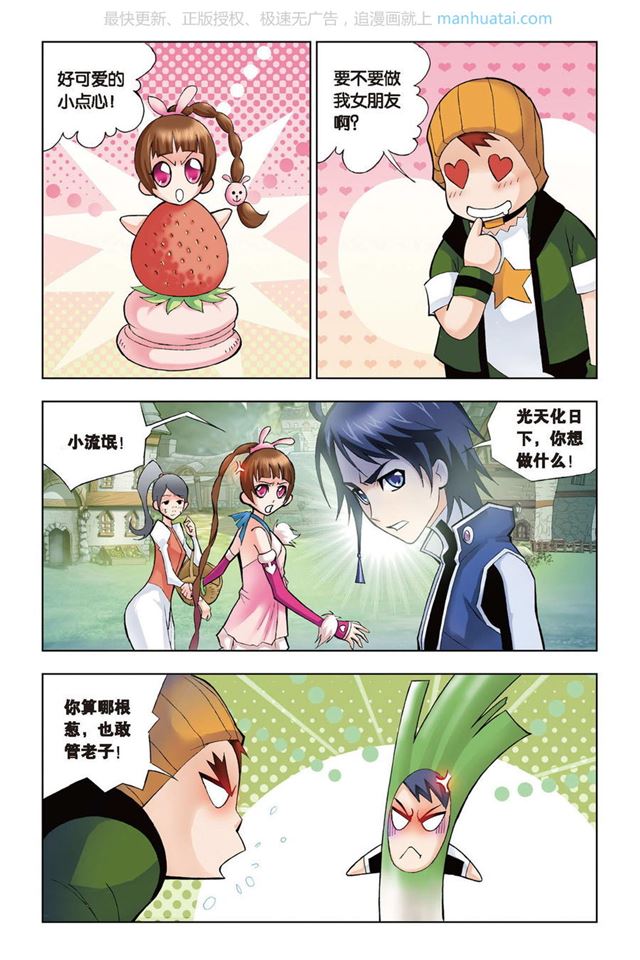 最快更新、正版授权、极速无广告，追漫画就上 manhuatai.com
好可爱的
小点心！
要不要做
我女朋友
啊？
小流氓！
光天化日
下，你想
做什么！
你算哪根
葱，也敢
管老子！